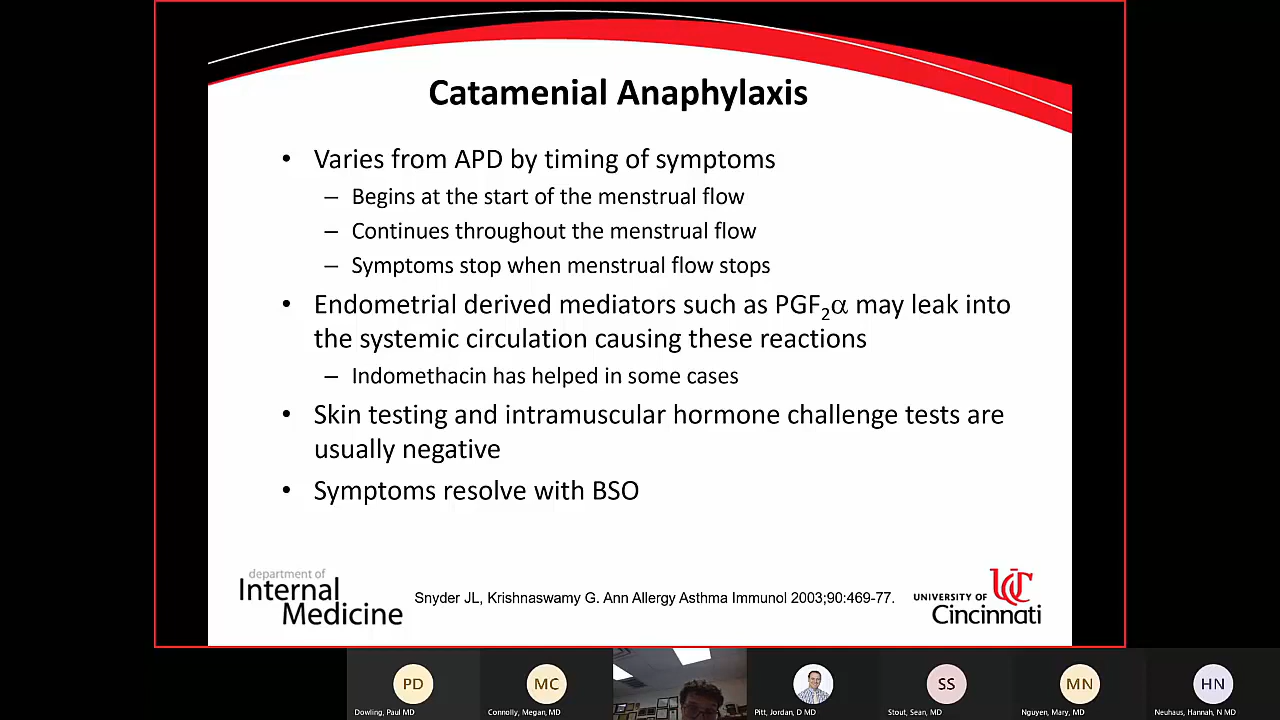 Catamenial Anaphylaxis
• Varies from APD by timing of symptoms
– Begins at the start of the menstrual flow
– Continues throughout the menstrual flow
– Symptoms stop when menstrual flow stops
• Endometrial derived mediators such as PGF₂α may leak into
the systemic circulation causing these reactions
– Indomethacin has helped in some cases
• Skin testing and intramuscular hormone challenge tests are
usually negative
• Symptoms resolve with BSO
department of
Internal
Medicine
Snyder JL, Krishnaswamy G. Ann Allergy Asthma Immunol 2003;90:469-77.
UC
UNIVERSITY OF
Cincinnati
PD
MC
SS
MN
HN
Dowling, Paul MD
Connolly, Megan, MD
Pitt, Jordan, D MD
Stout, Sean, MD
Nguyen, Mary, MD
Neuhaus, Hannah, N MD